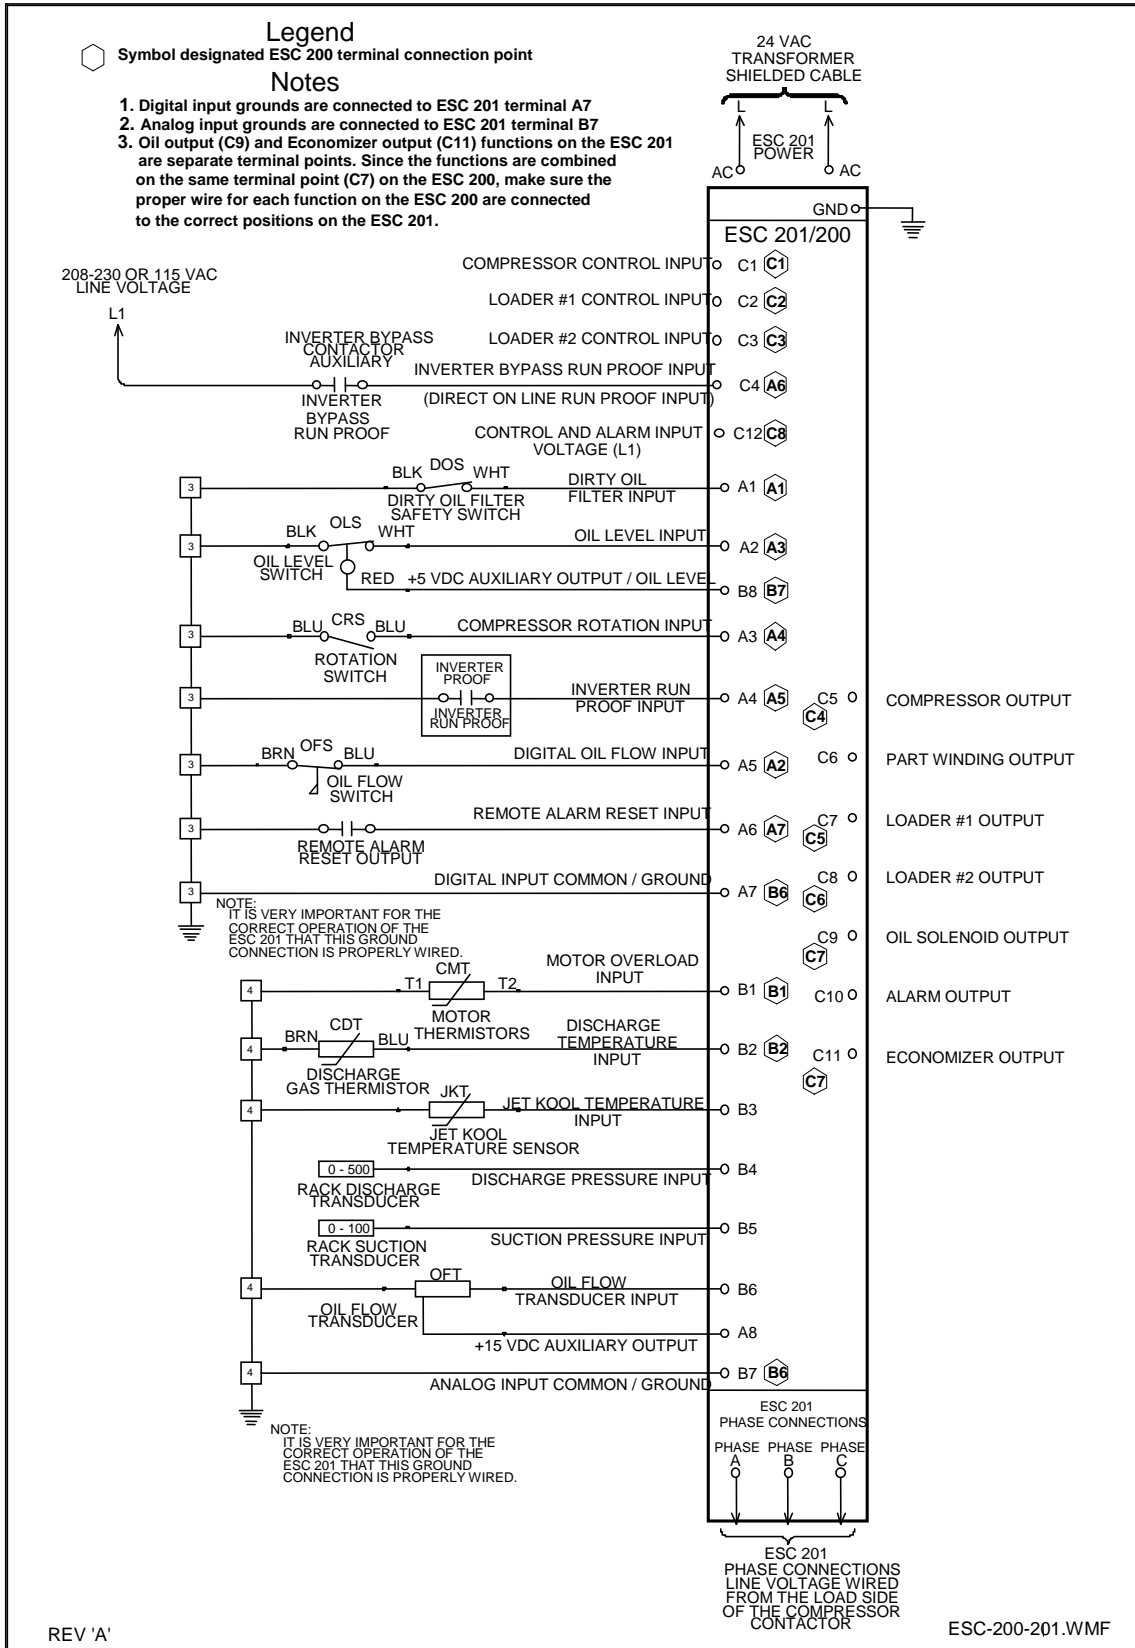 Legend
Symbol designated ESC 200 terminal connection point
Notes
1. Digital input grounds are connected to ESC 201 terminal A7
2. Analog input grounds are connected to ESC 201 terminal B7
3. Oil output (C9) and Economizer output (C11) functions on the ESC 201
are separate terminal points. Since the functions are combined
on the same terminal point (C7) on the ESC 200, make sure the
proper wire for each function on the ESC 200 are connected
to the correct positions on the ESC 201.
24 VAC
TRANSFORMER
SHIELDED CABLE
L L
ESC 201
POWER
AC AC
GND
ESC 201/200
208-230 OR 115 VAC
LINE VOLTAGE
L1
COMPRESSOR CONTROL INPUT C1 C1
LOADER #1 CONTROL INPUT C2 C2
LOADER #2 CONTROL INPUT C3 C3
INVERTER BYPASS
CONTACTOR
AUXILIARY
INVERTER BYPASS RUN PROOF INPUT C4 A6
(DIRECT ON LINE RUN PROOF INPUT)
INVERTER
BYPASS
RUN PROOF
CONTROL AND ALARM INPUT C12 C8
VOLTAGE (L1)
3 BLK DOS WHT DIRTY OIL A1 A1
FILTER INPUT
DIRTY OIL FILTER
SAFETY SWITCH
3 BLK OLS WHT OIL LEVEL INPUT A2 A3
OIL LEVEL
SWITCH
RED +5 VDC AUXILIARY OUTPUT / OIL LEVEL B8 B7
3 BLU CRS BLU COMPRESSOR ROTATION INPUT A3 A4
ROTATION
SWITCH
INVERTER
PROOF
3 INVERTER RUN A4 A5 C5 COMPRESSOR OUTPUT
PROOF INPUT C4
INVERTER
RUN PROOF
3 BRN OFS BLU DIGITAL OIL FLOW INPUT A5 A2 C6 PART WINDING OUTPUT
OIL FLOW
SWITCH
3 REMOTE ALARM RESET INPUT A6 A7 C7 LOADER #1 OUTPUT
C5
REMOTE ALARM
RESET OUTPUT
3 DIGITAL INPUT COMMON / GROUND A7 B6 C8 LOADER #2 OUTPUT
C6
NOTE:
IT IS VERY IMPORTANT FOR THE
CORRECT OPERATION OF THE
ESC 201 THAT THIS GROUND
CONNECTION IS PROPERLY WIRED.
C9 OIL SOLENOID OUTPUT
C7
4 T1 CMT T2 MOTOR OVERLOAD B1 B1 C10 ALARM OUTPUT
INPUT
MOTOR
THERMISTORS
4 BRN CDT BLU DISCHARGE B2 B2 C11 ECONOMIZER OUTPUT
TEMPERATURE
INPUT
C7
DISCHARGE
GAS THERMISTOR
4 JKT JET KOOL TEMPERATURE B3
INPUT
JET KOOL
TEMPERATURE SENSOR
0 - 500 DISCHARGE PRESSURE INPUT B4
RACK DISCHARGE
TRANSDUCER
0 - 100 SUCTION PRESSURE INPUT B5
RACK SUCTION
TRANSDUCER
4 OFT OIL FLOW B6
TRANSDUCER INPUT
OIL FLOW
TRANSDUCER
+15 VDC AUXILIARY OUTPUT A8
4 ANALOG INPUT COMMON / GROUND B7 B6
NOTE:
IT IS VERY IMPORTANT FOR THE
CORRECT OPERATION OF THE
ESC 201 THAT THIS GROUND
CONNECTION IS PROPERLY WIRED.
ESC 201
PHASE CONNECTIONS
PHASE PHASE PHASE
A B C
ESC 201
PHASE CONNECTIONS
LINE VOLTAGE WIRED
FROM THE LOAD SIDE
OF THE COMPRESSOR
CONTACTOR
REV 'A'
ESC-200-201.WMF